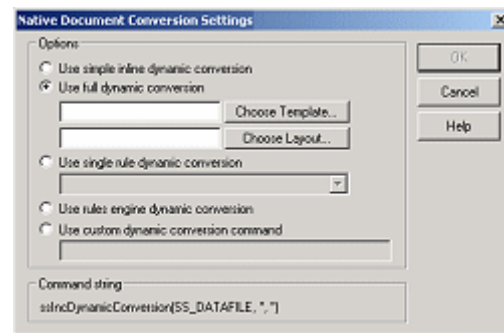 Native Document Conversion Settings
Options
Use simple inline dynamic conversion
Use full dynamic conversion
Choose Template...
Choose Layout...
Use single rule dynamic conversion
Use rules engine dynamic conversion
Use custom dynamic conversion command
Command string
ssIncDynamicConversion(SS_DATAFILE, '', '')
OK
Cancel
Help